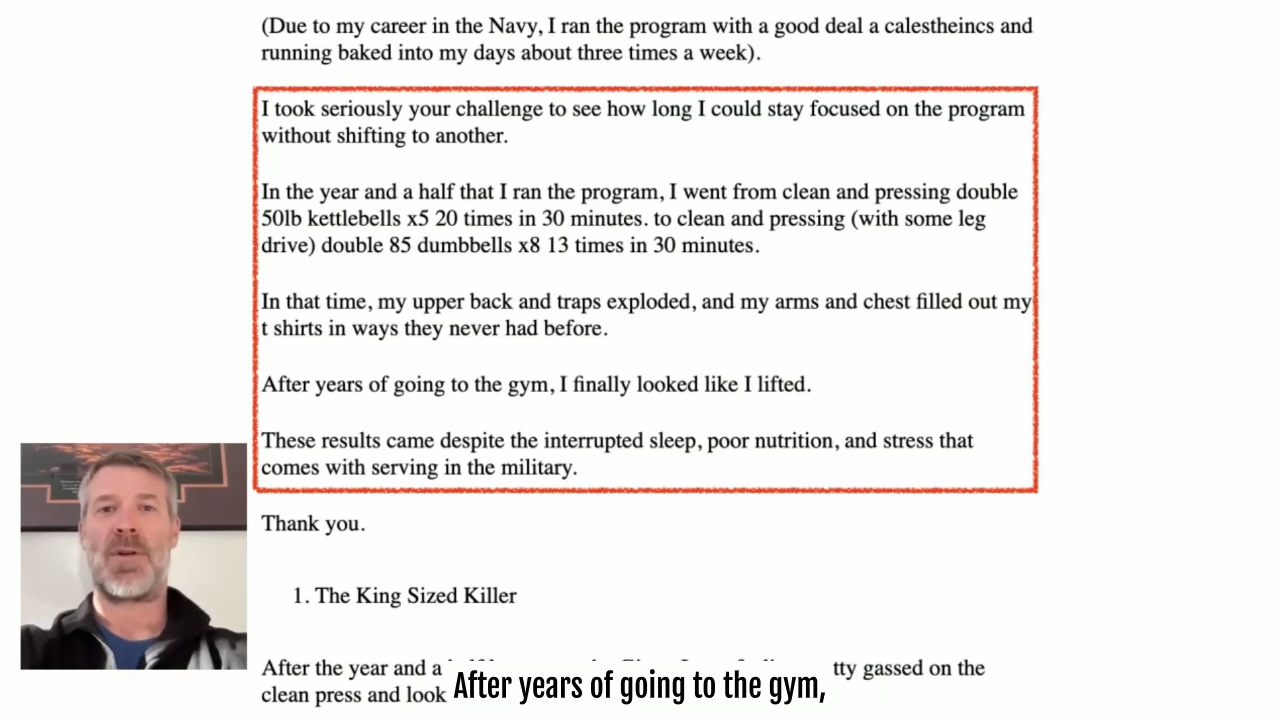 (Due to my career in the Navy, I ran the program with a good deal a calestheincs and
running baked into my days about three times a week).
I took seriously your challenge to see how long I could stay focused on the program
without shifting to another.
In the year and a half that I ran the program, I went from clean and pressing double
50lb kettlebells x5 20 times in 30 minutes. to clean and pressing (with some leg
drive) double 85 dumbbells x8 13 times in 30 minutes.
In that time, my upper back and traps exploded, and my arms and chest filled out my
t shirts in ways they never had before.
After years of going to the gym, I finally looked like I lifted.
These results came despite the interrupted sleep, poor nutrition, and stress that
comes with serving in the military.
Thank you.
1. The King Sized Killer
After the year and a tty gassed on the
clean press and look
After years of going to the gym,